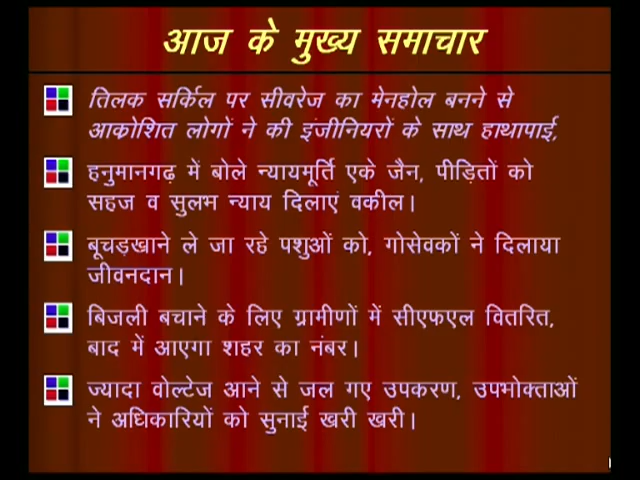 आज के मुख्य समाचार
तिलक सर्किल पर सीवरेज का मेनहोल बनने से
आक्रोशित लोगों ने की इंजीनियरों के साथ हाथापाई,
हनुमानगढ़ में बोले न्यायमूर्ति एके जैन, पीड़ितों को
सहज व सुलभ न्याय दिलाएं वकील।
बूचड़खाने ले जा रहे पशुओं को, गोसेवकों ने दिलाया
जीवनदान।
बिजली बचाने के लिए ग्रामीणों में सीएफएल वितरित,
बाद में आएगा शहर का नंबर।
ज्यादा वोल्टेज आने से जल गए उपकरण, उपभोक्ताओं
ने अधिकारियों को सुनाई खरी खरी।